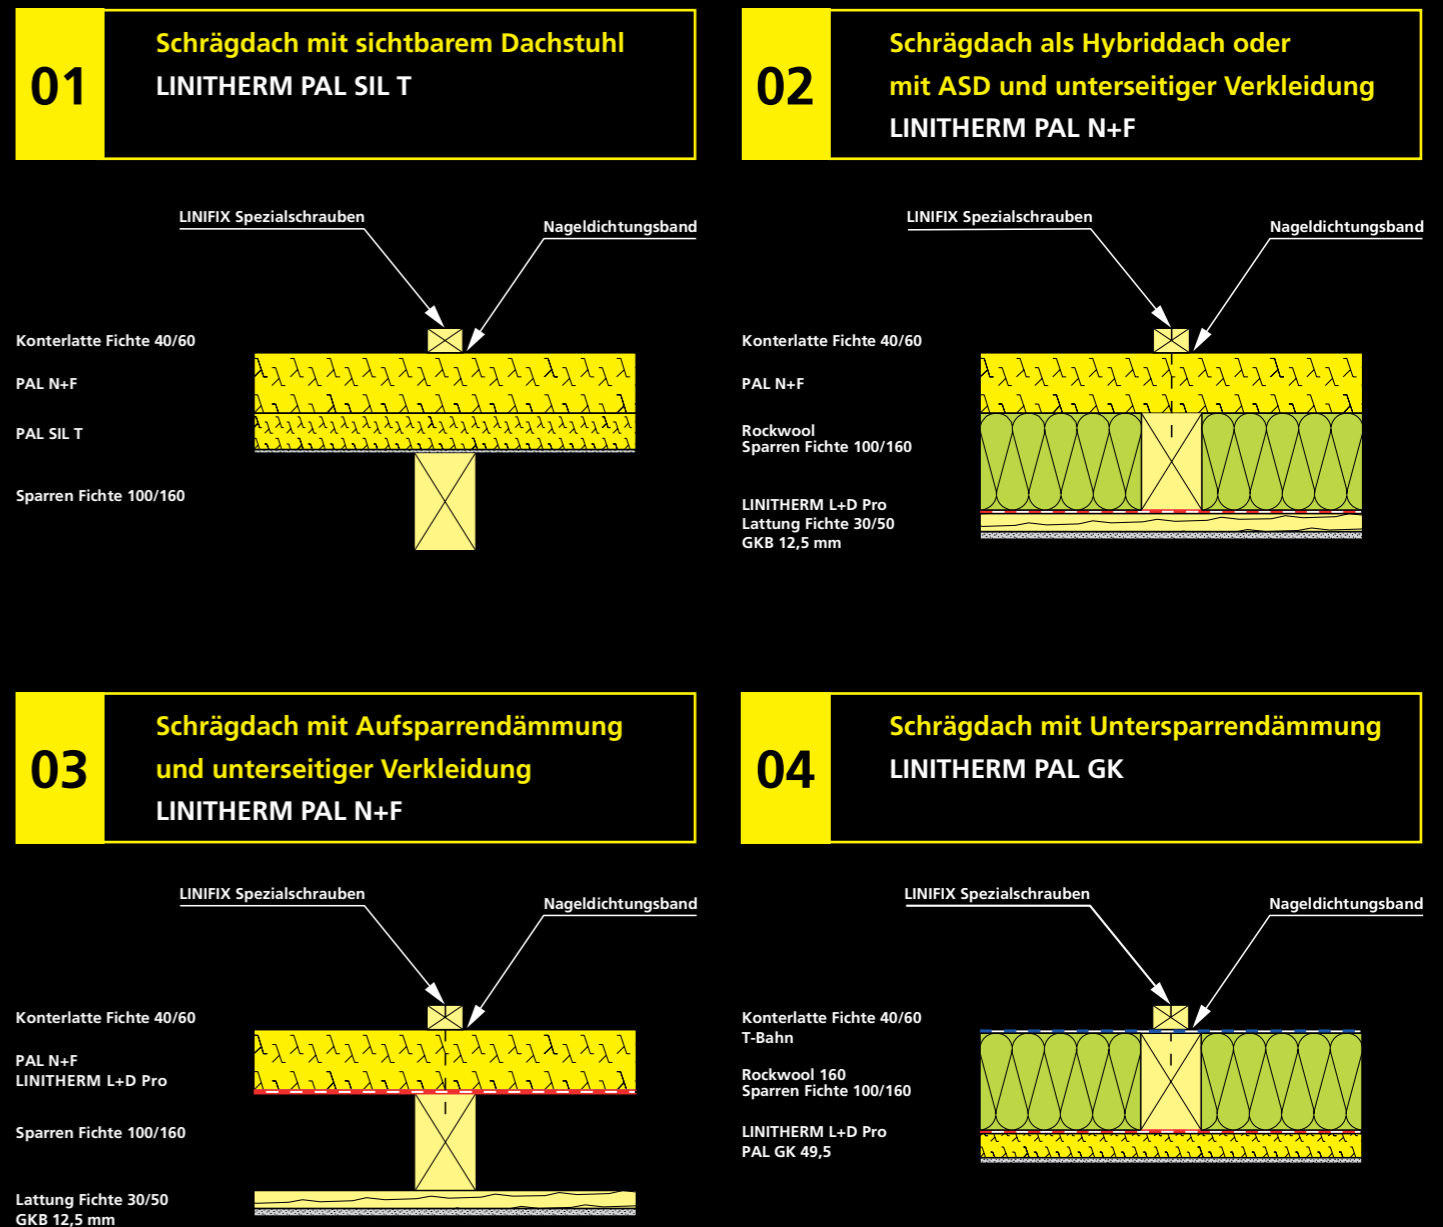 01
Schrägdach mit sichtbarem Dachstuhl
LINITHERM PAL SIL T
LINIFIX Spezialschrauben
Nageldichtungsband
Konterlatte Fichte 40/60
PAL N+F
PAL SIL T
Sparren Fichte 100/160
02
Schrägdach als Hybriddach oder
mit ASD und unterseitiger Verkleidung
LINITHERM PAL N+F
LINIFIX Spezialschrauben
Nageldichtungsband
Konterlatte Fichte 40/60
PAL N+F
Rockwool
Sparren Fichte 100/160
LINITHERM L+D Pro
Lattung Fichte 30/50
GKB 12,5 mm
03
Schrägdach mit Aufsparrendämmung
und unterseitiger Verkleidung
LINITHERM PAL N+F
LINIFIX Spezialschrauben
Nageldichtungsband
Konterlatte Fichte 40/60
PAL N+F
LINITHERM L+D Pro
Sparren Fichte 100/160
Lattung Fichte 30/50
GKB 12,5 mm
04
Schrägdach mit Untersparrendämmung
LINITHERM PAL GK
LINIFIX Spezialschrauben
Nageldichtungsband
Konterlatte Fichte 40/60
T-Bahn
Rockwool 160
Sparren Fichte 100/160
LINITHERM L+D Pro
PAL GK 49,5